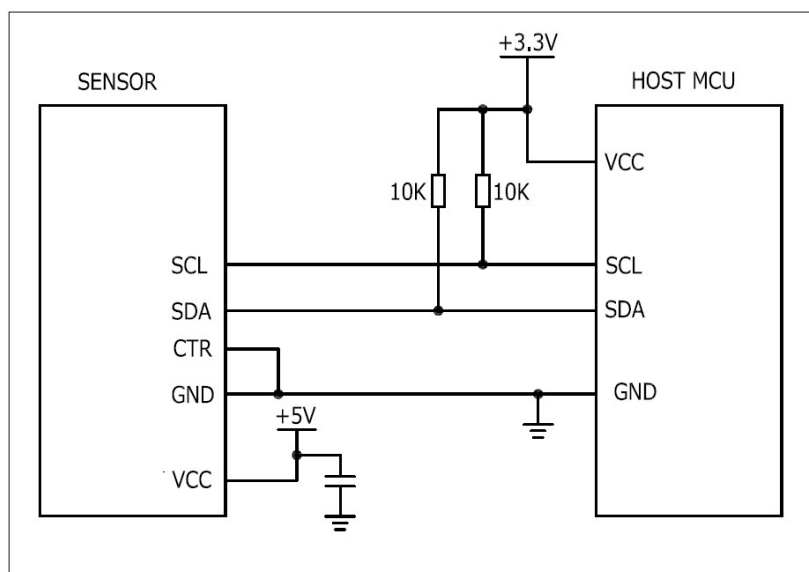 +3.3V
SENSOR
HOST MCU
VCC
10K
10K
SCL
SCL
SDA
SDA
CTR
GND
GND
+5V
VCC